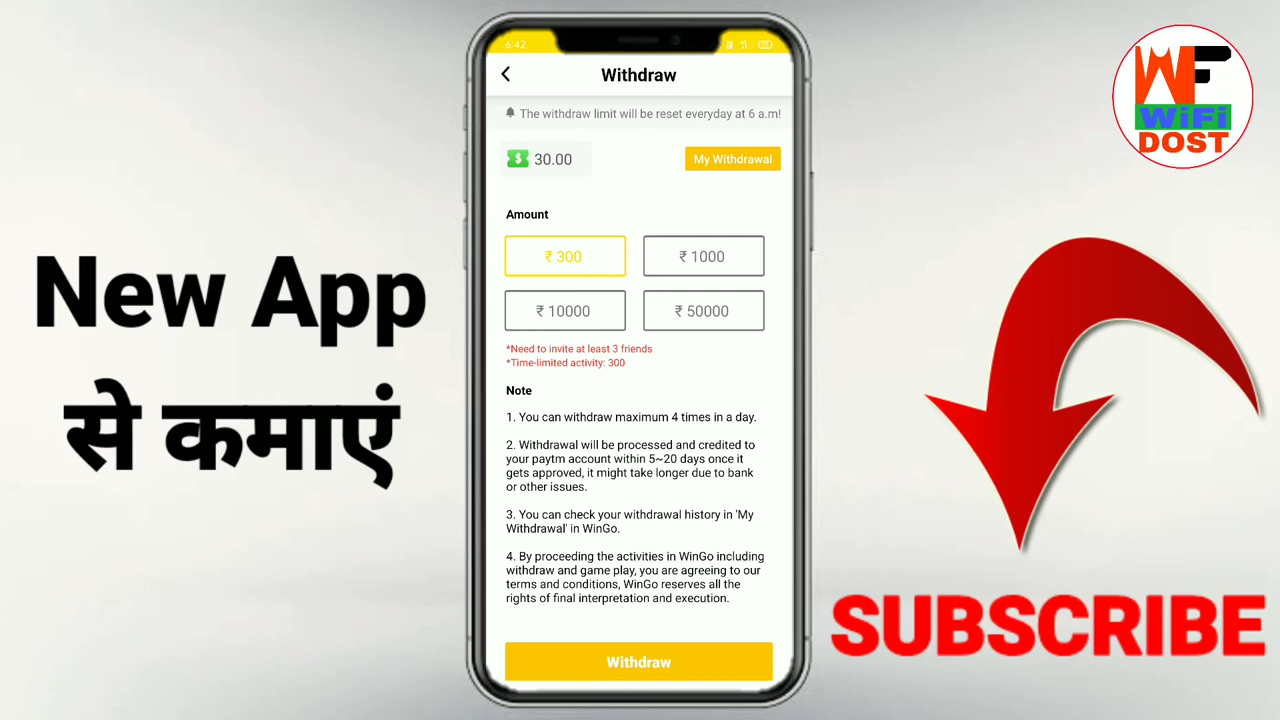 6:42
Withdraw
The withdraw limit will be reset everyday at 6 a.m!
30.00
My Withdrawal
Amount
₹ 300
₹ 1000
₹ 10000
₹ 50000
*Need to invite at least 3 friends
*Time-limited activity: 300
Note
1. You can withdraw maximum 4 times in a day.
2. Withdrawal will be processed and credited to
your paytm account within 5~20 days once it
gets approved, it might take longer due to bank
or other issues.
3. You can check your withdrawal history in 'My
Withdrawal' in WinGo.
4. By proceeding the activities in WinGo including
withdraw and game play, you are agreeing to our
terms and conditions, WinGo reserves all the
rights of final interpretation and execution.
Withdraw
New App
से कमाएं
WF
WiFi
DOST
SUBSCRIBE